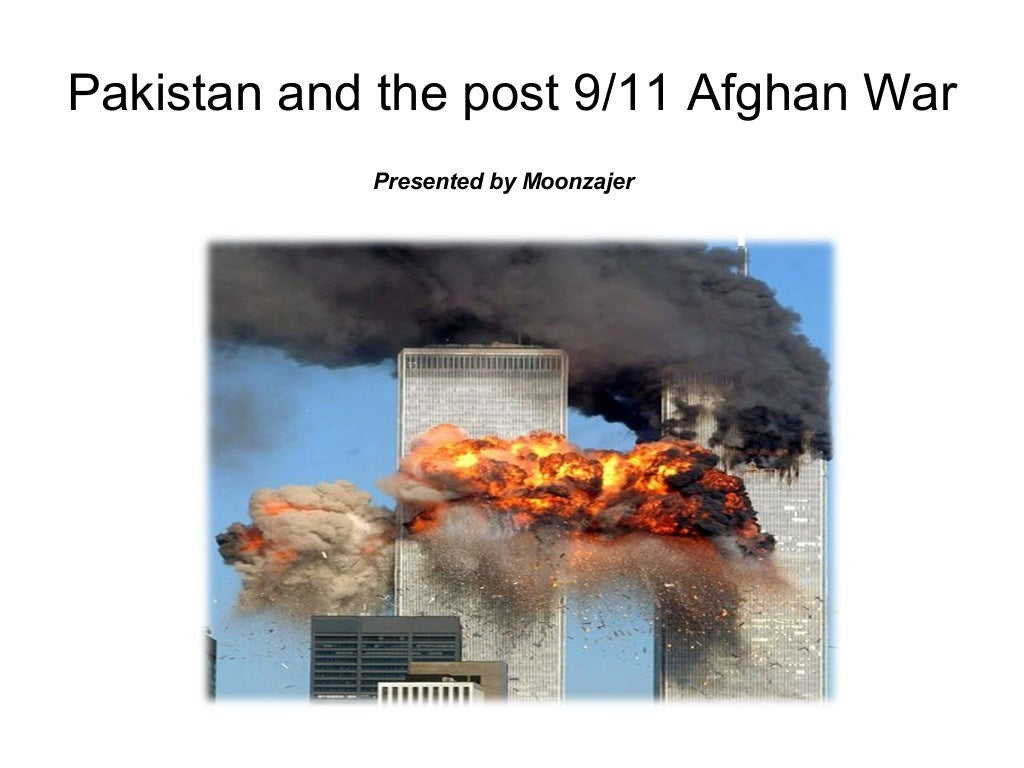 Pakistan and the post 9/11 Afghan War
Presented by Moonzajer